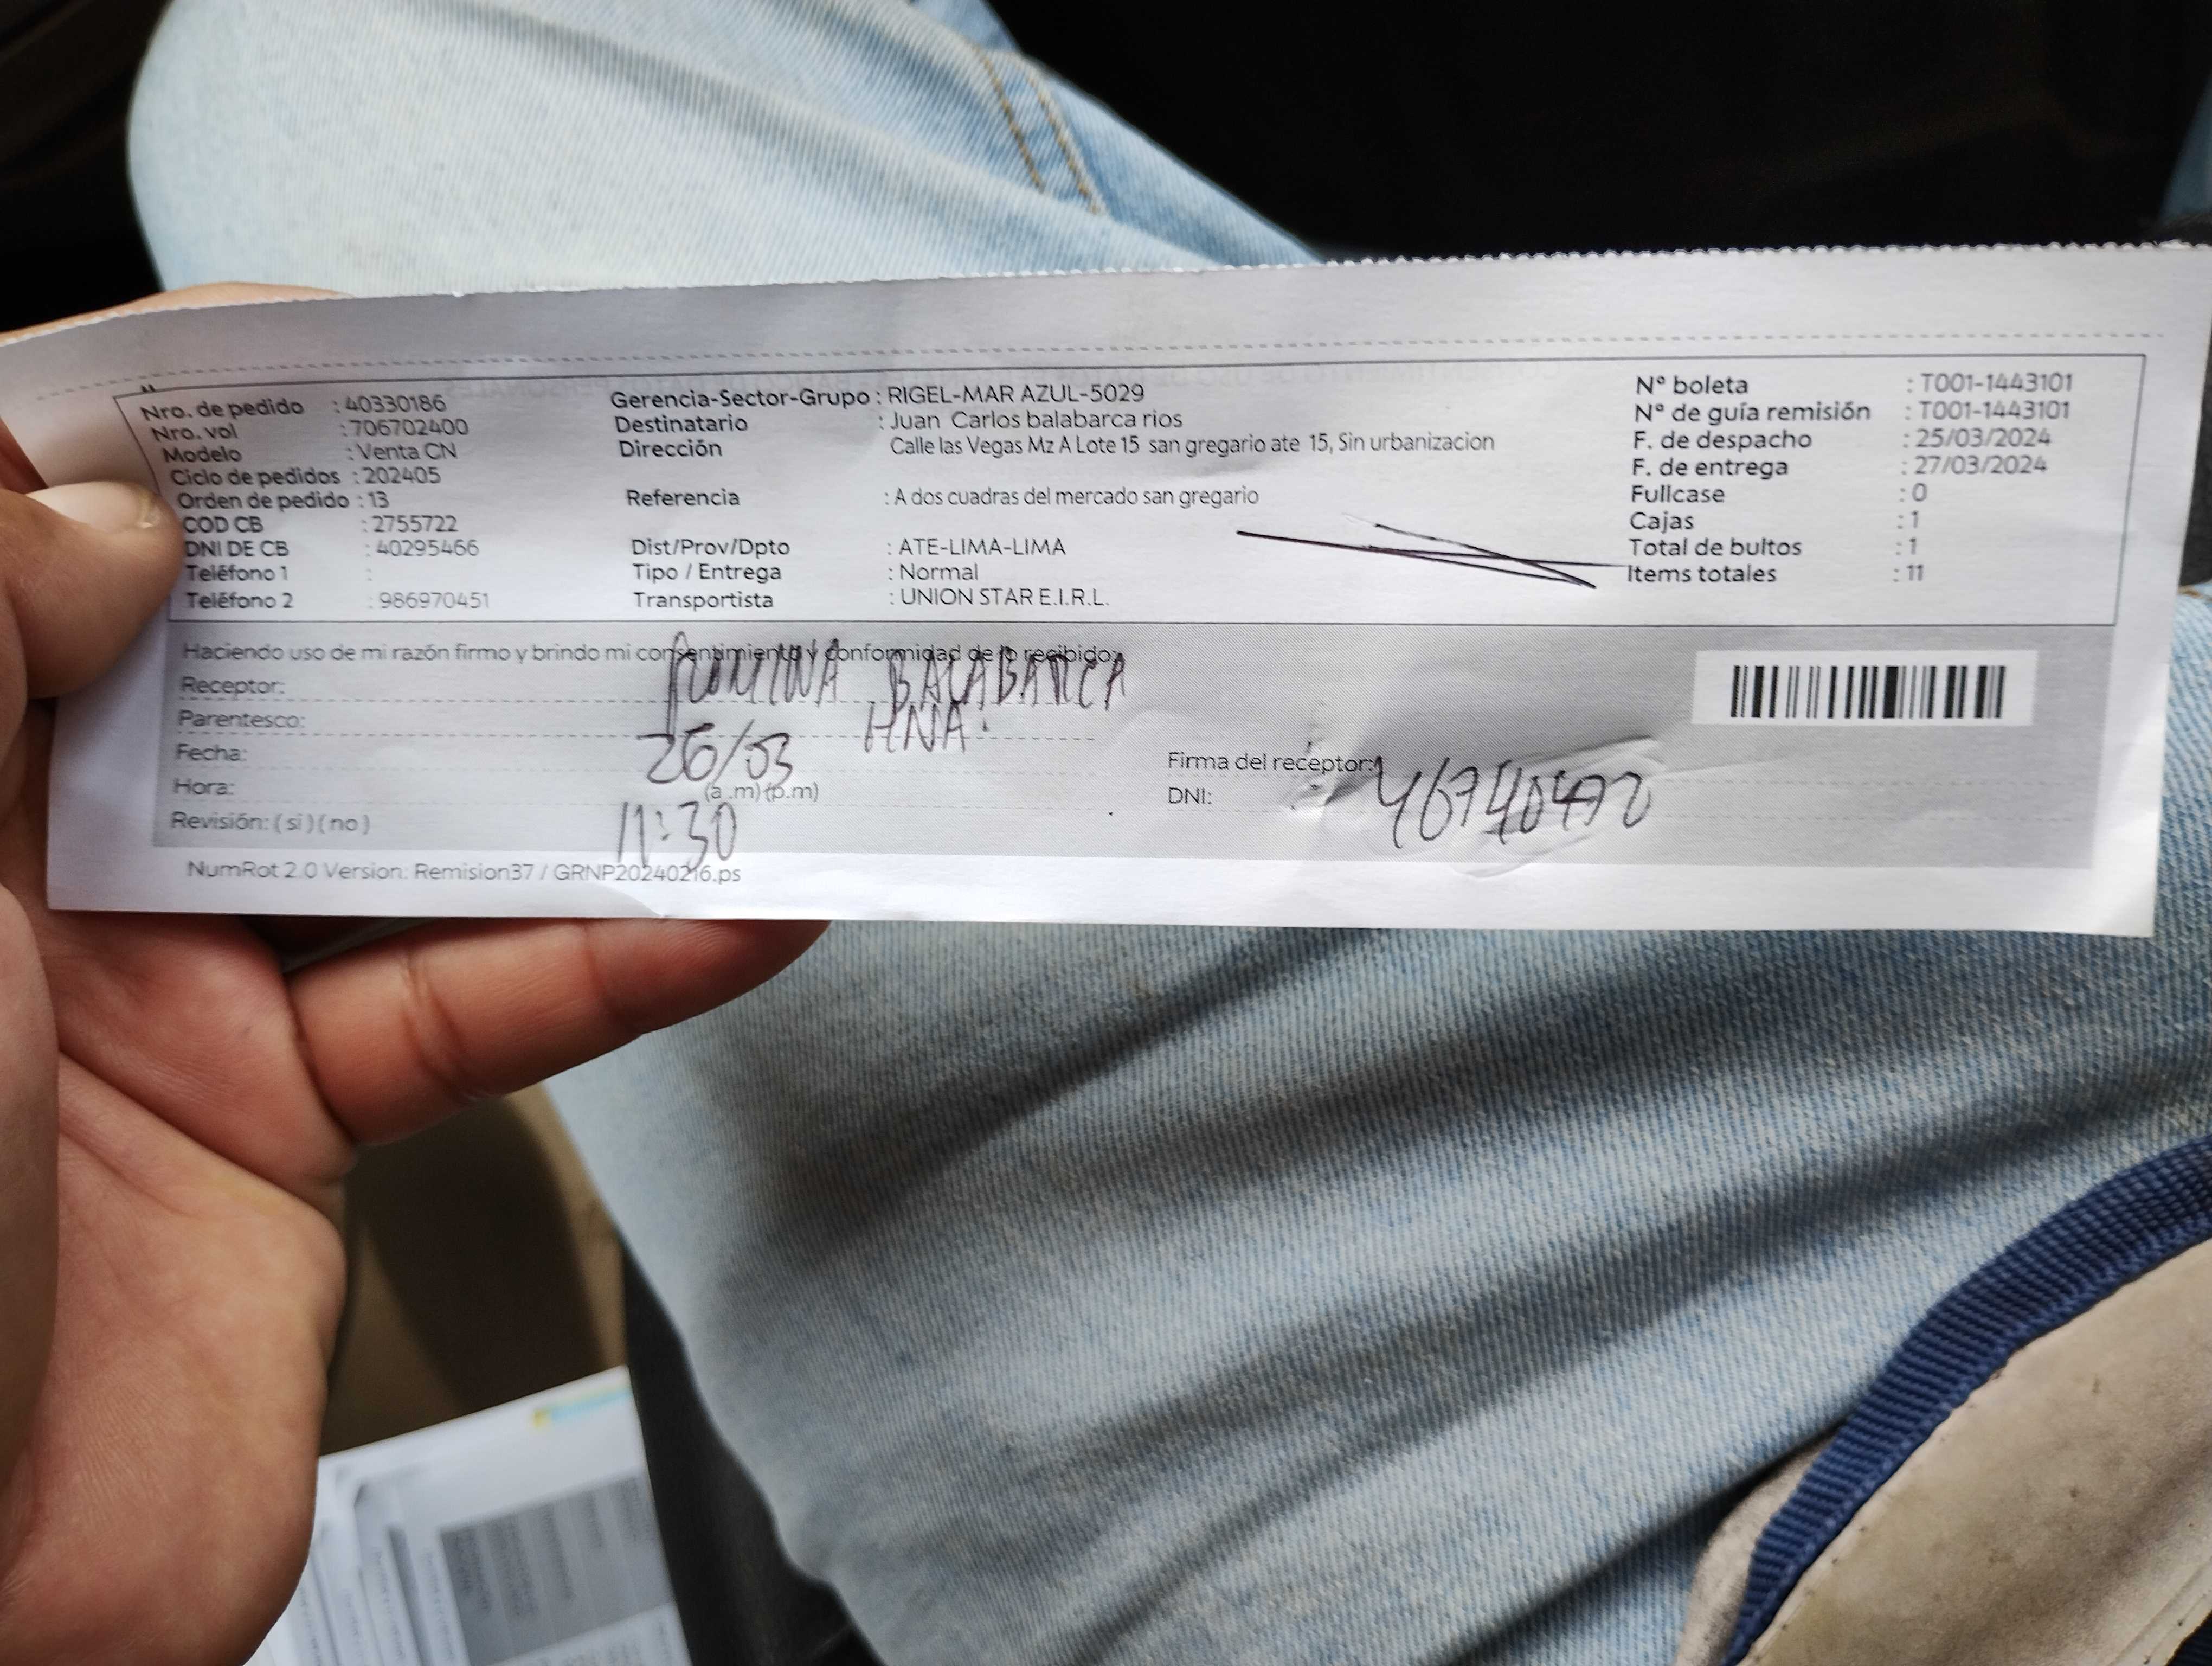 Nro. de pedido : 40330186
Nro. vol : 706702400
Modelo : Venta CN
Ciclo de pedidos : 202405
Orden de pedido : 13
COD CB : 2755722
DNI DE CB : 40295466
Teléfono 1 :
Teléfono 2 : 986970451
Gerencia-Sector-Grupo : RIGEL-MAR AZUL-5029
Destinatario : Juan Carlos balabarca rios
Dirección Calle las Vegas Mz A Lote 15 san gregario ate 15, Sin urbanizacion
Referencia : A dos cuadras del mercado san gregario
Dist/Prov/Dpto : ATE-LIMA-LIMA
Tipo / Entrega : Normal
Transportista : UNION STAR E.I.R.L.
N° boleta : T001-1443101
N° de guía remisión : T001-1443101
F. de despacho : 25/03/2024
F. de entrega : 27/03/2024
Fullcase : 0
Cajas : 1
Total de bultos : 1
Items totales : 11
Haciendo uso de mi razón firmo y brindo mi consentimiento y conformidad de lo recibido:
Receptor: ROMINA BALABARCA
Parentesco: HNA.
Fecha: 26/03
Hora: (a.m) (p.m) 11:30
Revisión: ( si ) ( no )
Firma del receptor:
DNI: 46740472
NumRot 2.0 Version: Remision37 / GRNP20240216.ps